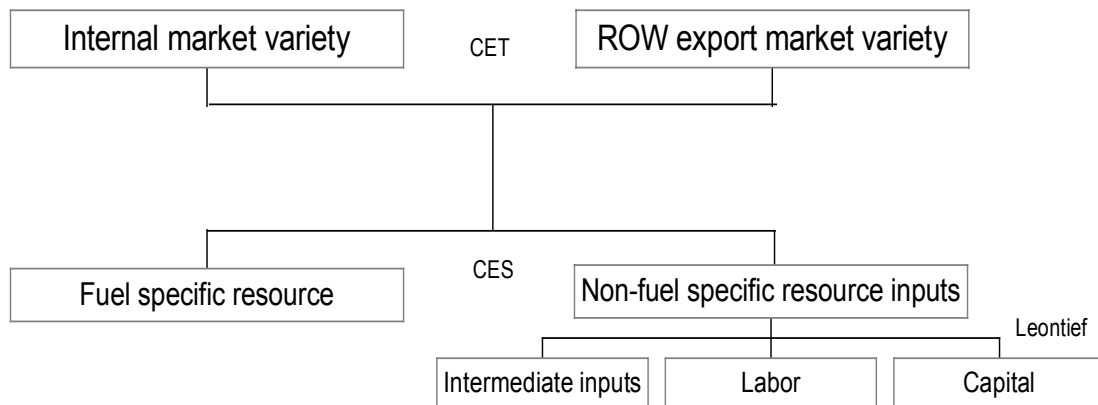 Internal market variety
CET
ROW export market variety
Fuel specific resource
CES
Non-fuel specific resource inputs
Leontief
Intermediate inputs
Labor
Capital